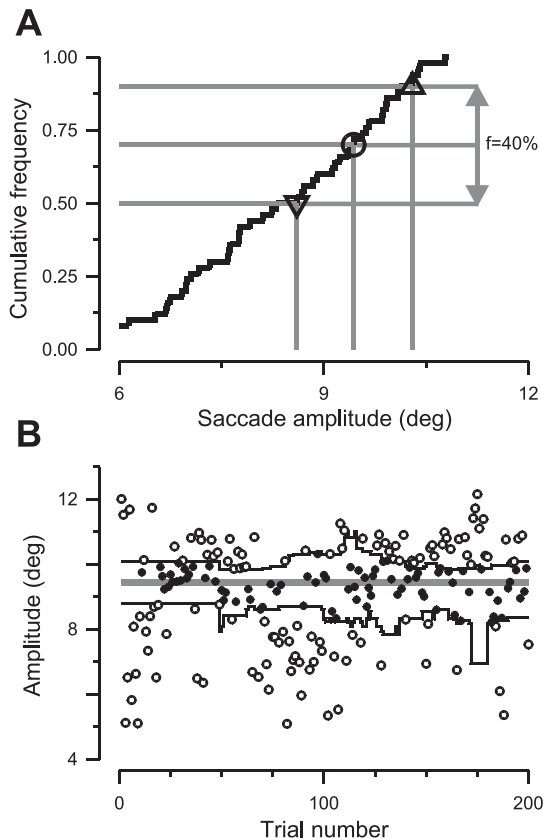 A
1.00
0.75
0.50
0.25
0.00
Cumulative frequency
f=40%
6 9 12
Saccade amplitude (deg)
B
12
8
4
Amplitude (deg)
0 100 200
Trial number